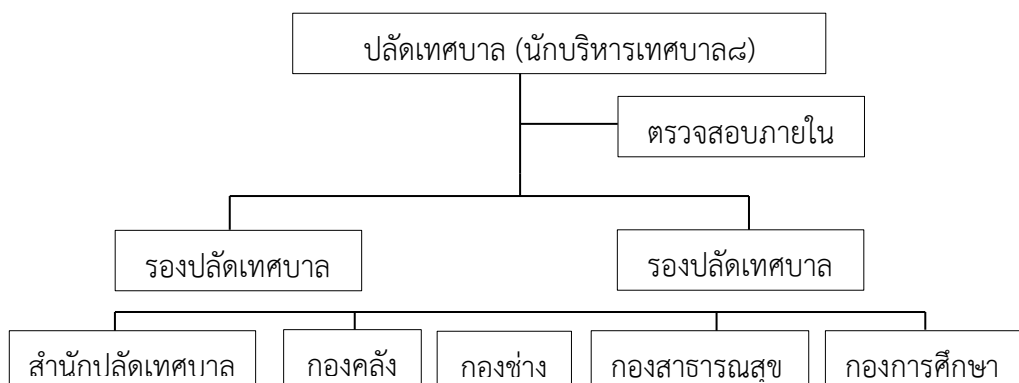 ปลัดเทศบาล (นักบริหารเทศบาล๘)
ตรวจสอบภายใน
รองปลัดเทศบาล
รองปลัดเทศบาล
สำนักปลัดเทศบาล
กองคลัง
กองช่าง
กองสาธารณสุข
กองการศึกษา